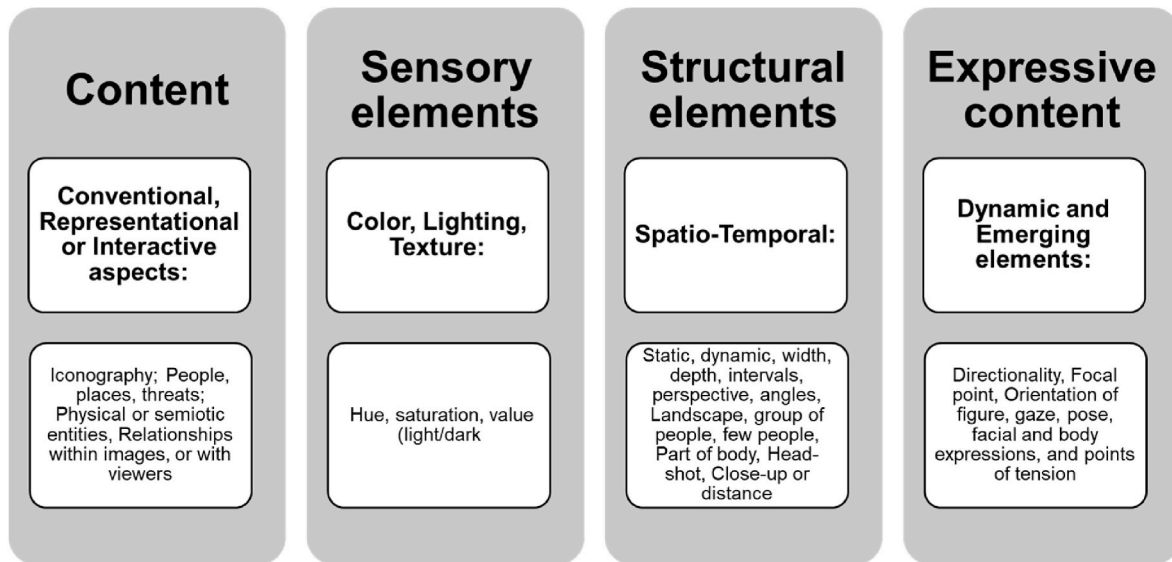 Content
Conventional,
Representational
or Interactive
aspects:
Iconography; People,
places, threats;
Physical or semiotic
entities, Relationships
within images, or with
viewers
Sensory
elements
Color, Lighting,
Texture:
Hue, saturation, value
(light/dark
Structural
elements
Spatio-Temporal:
Static, dynamic, width,
depth, intervals,
perspective, angles,
Landscape, group of
people, few people,
Part of body, Head-
shot, Close-up or
distance
Expressive
content
Dynamic and
Emerging
elements:
Directionality, Focal
point, Orientation of
figure, gaze, pose,
facial and body
expressions, and points
of tension